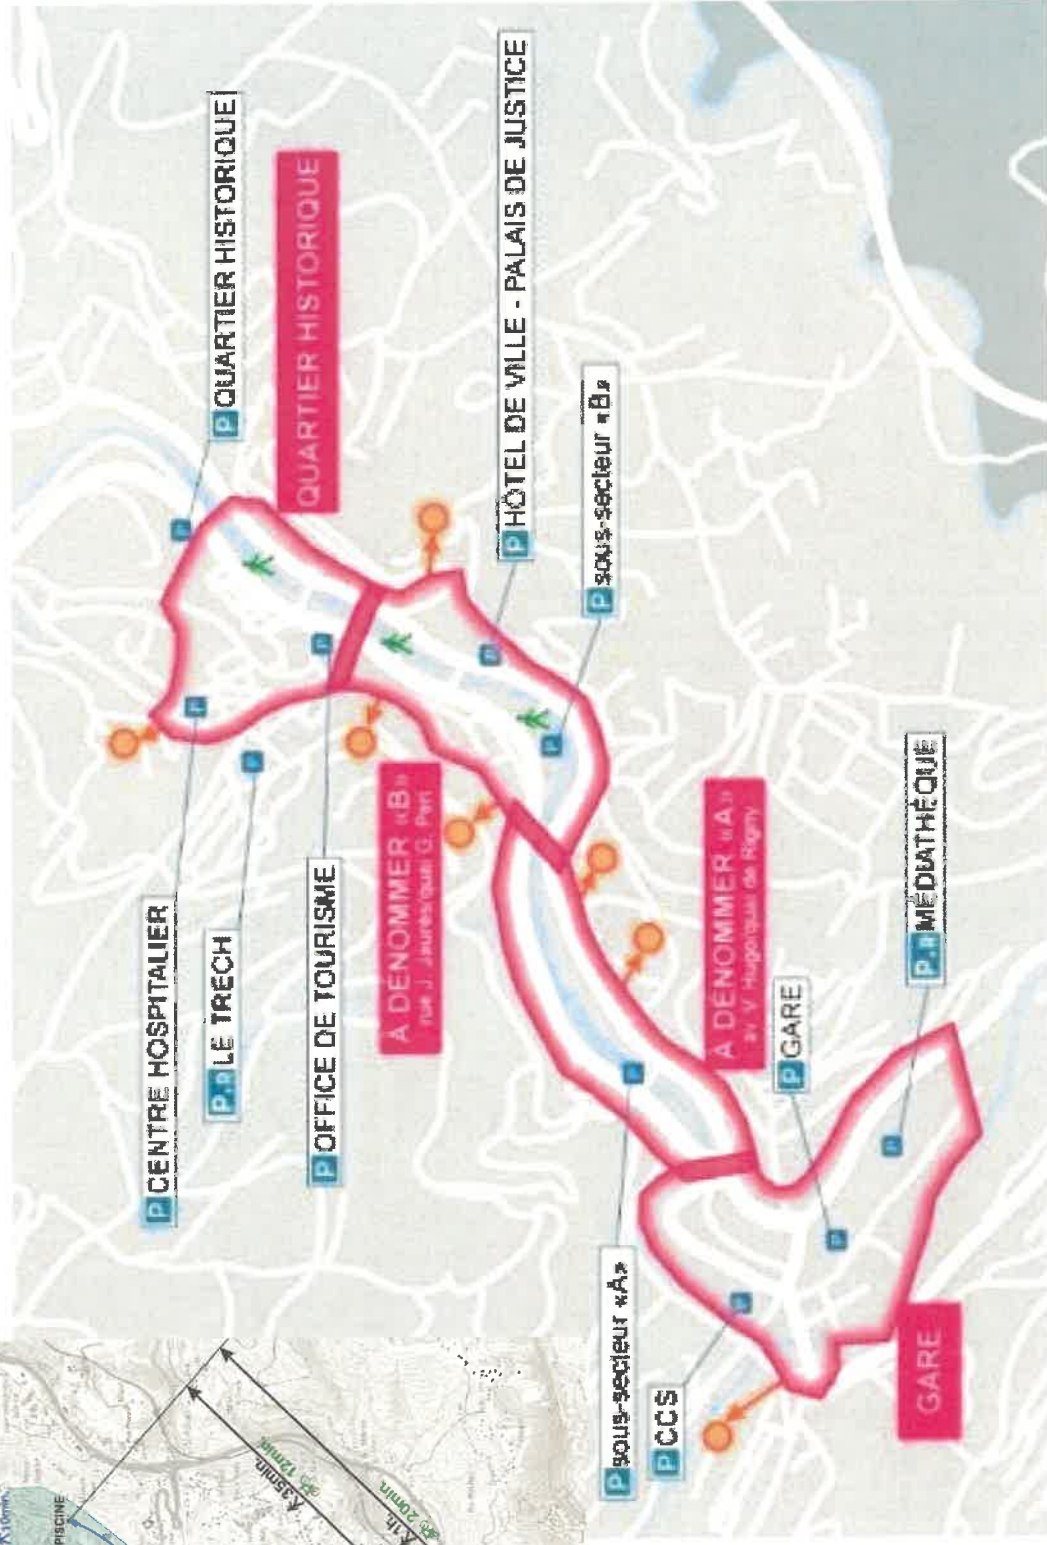 P QUARTIER HISTORIQUE
QUARTIER HISTORIQUE
P HÔTEL DE VILLE - PALAIS DE JUSTICE
P sous-secteur «B»
P CENTRE HOSPITALIER
P.R LE TRECH
P OFFICE DE TOURISME
À DÉNOMMER «B»
rue J. Jaurès/quai G. Péri
À DÉNOMMER «A»
av. V. Hugo/quai de Rigny
P GARE
P.R MÉDIATHÈQUE
P sous-secteur «A»
P CCS
GARE
P
P
P
P
P
P
P
P
P
P
10min.
PISCINE
35min.
12min.
1h.
20min.